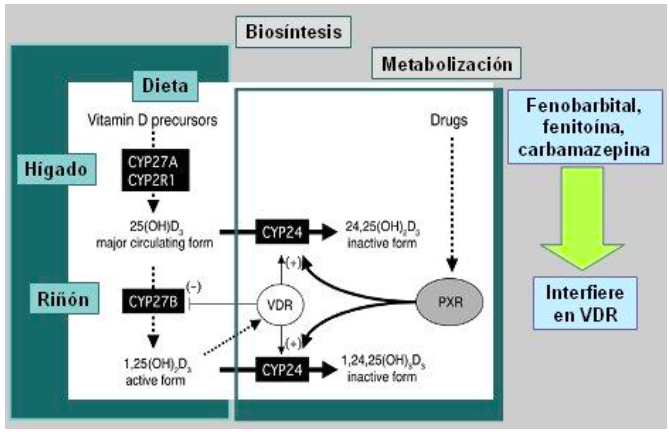 Biosíntesis
Metabolización
Dieta
Vitamin D precursors
Drugs
Fenobarbital,
fenitoína,
carbamazepina
Hígado
CYP27A
CYP2R1
25(OH)D₃
major circulating form
CYP24
24,25(OH)₂D₃
inactive form
(+)
Riñón
CYP27B
(-)
VDR
PXR
Interfiere
en VDR
(+)
1,25(OH)₂D₃
active form
CYP24
1,24,25(OH)₃D₃
inactive form